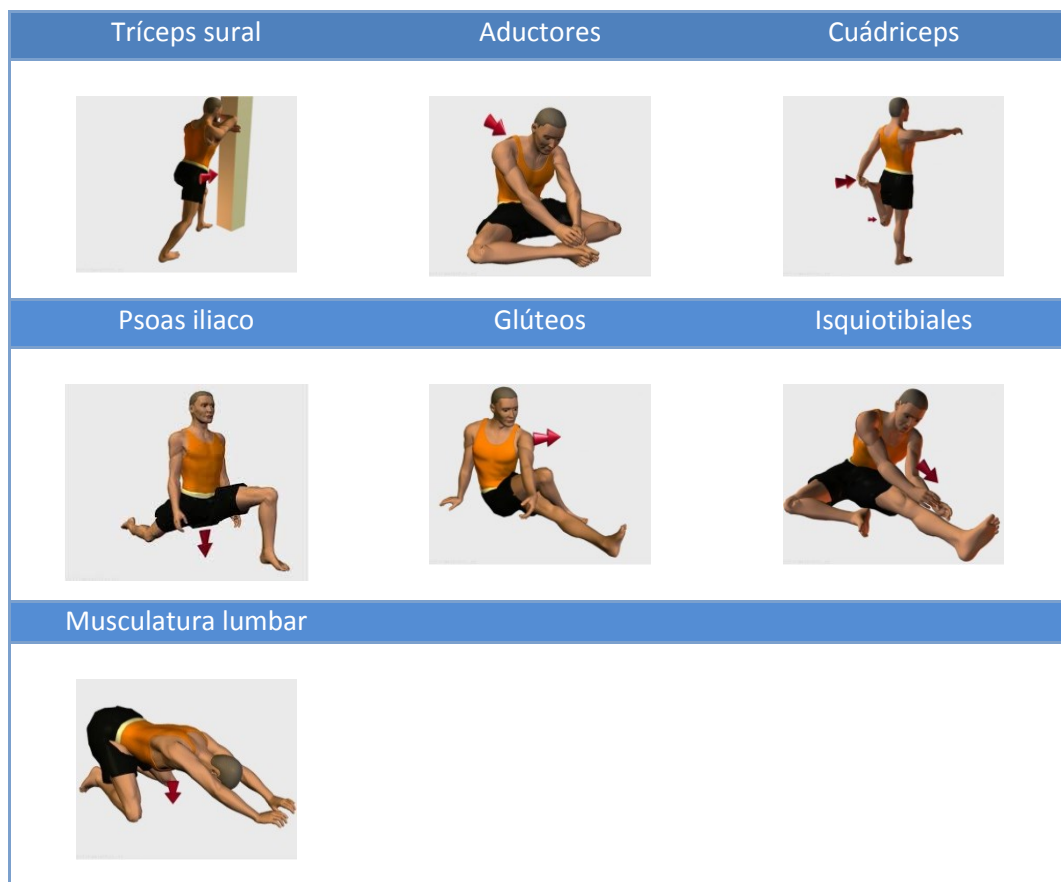 Tríceps sural
Aductores
Cuádriceps
Psoas iliaco
Glúteos
Isquiotibiales
Musculatura lumbar